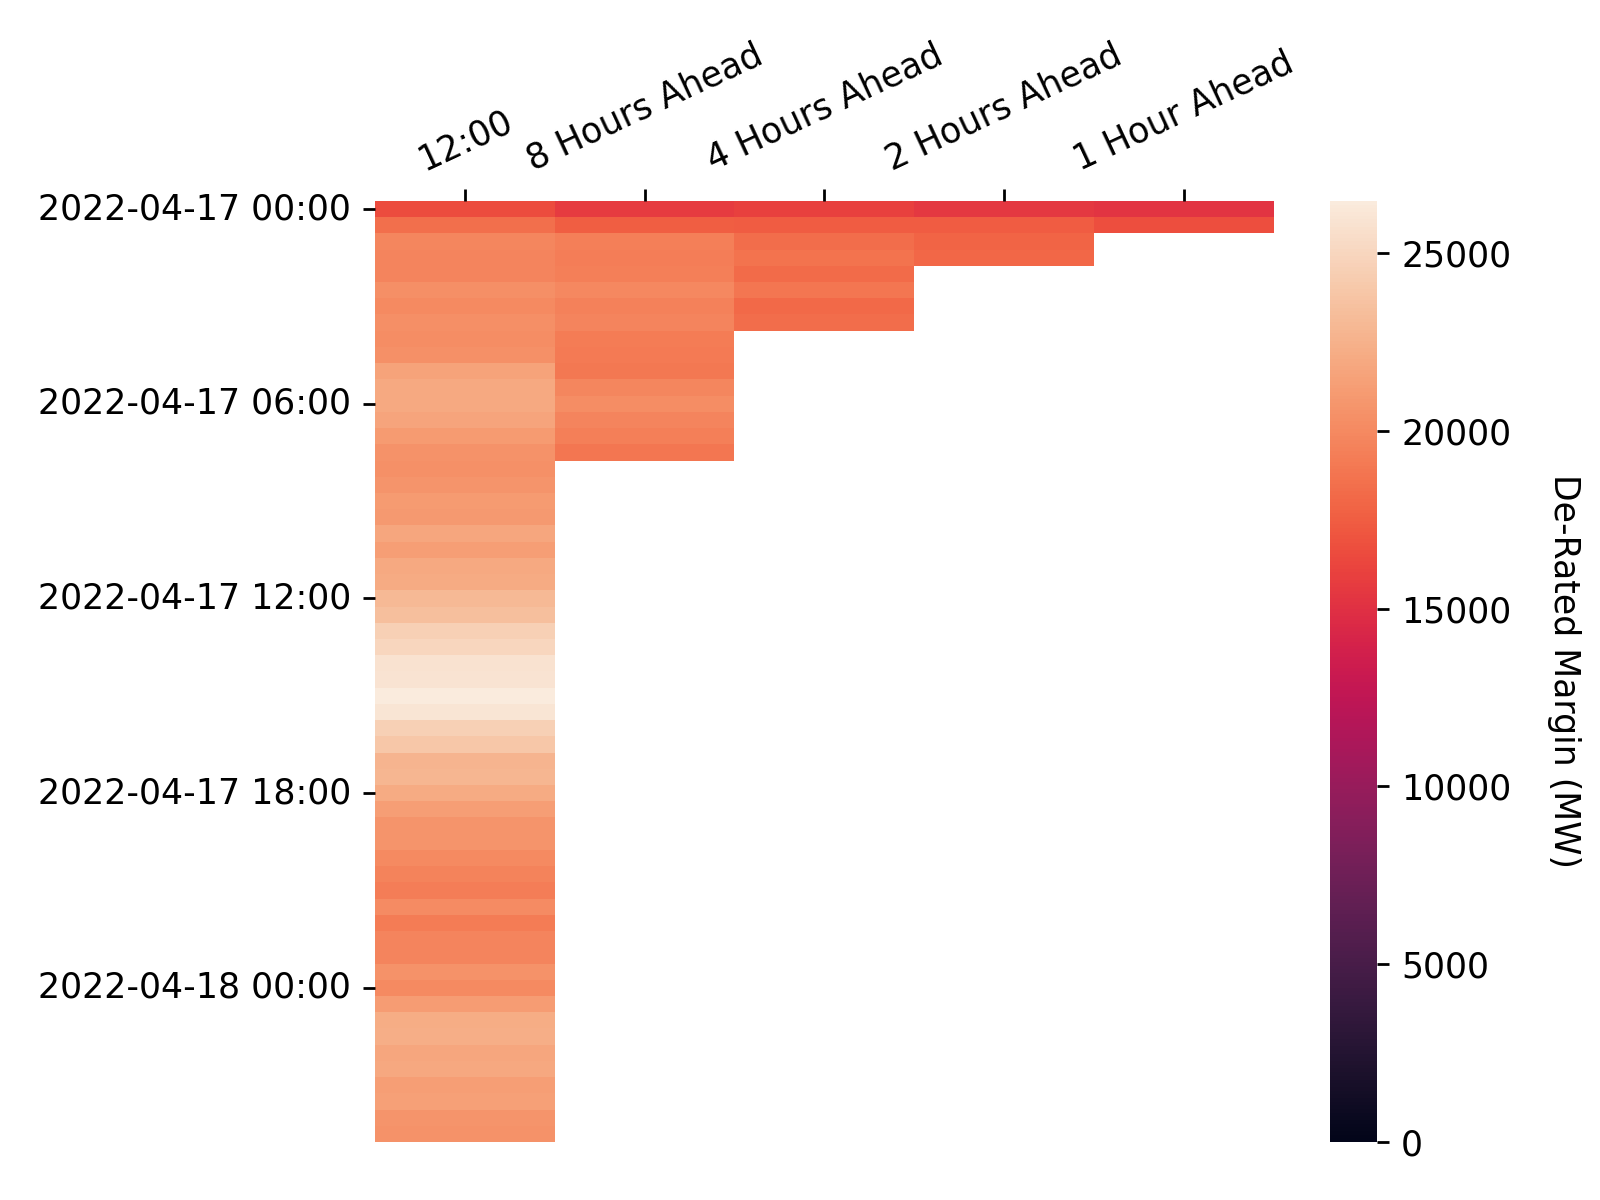 12:00
8 Hours Ahead
4 Hours Ahead
2 Hours Ahead
1 Hour Ahead
2022-04-17 00:00
2022-04-17 06:00
2022-04-17 12:00
2022-04-17 18:00
2022-04-18 00:00
25000
20000
15000
10000
5000
0
De-Rated Margin (MW)